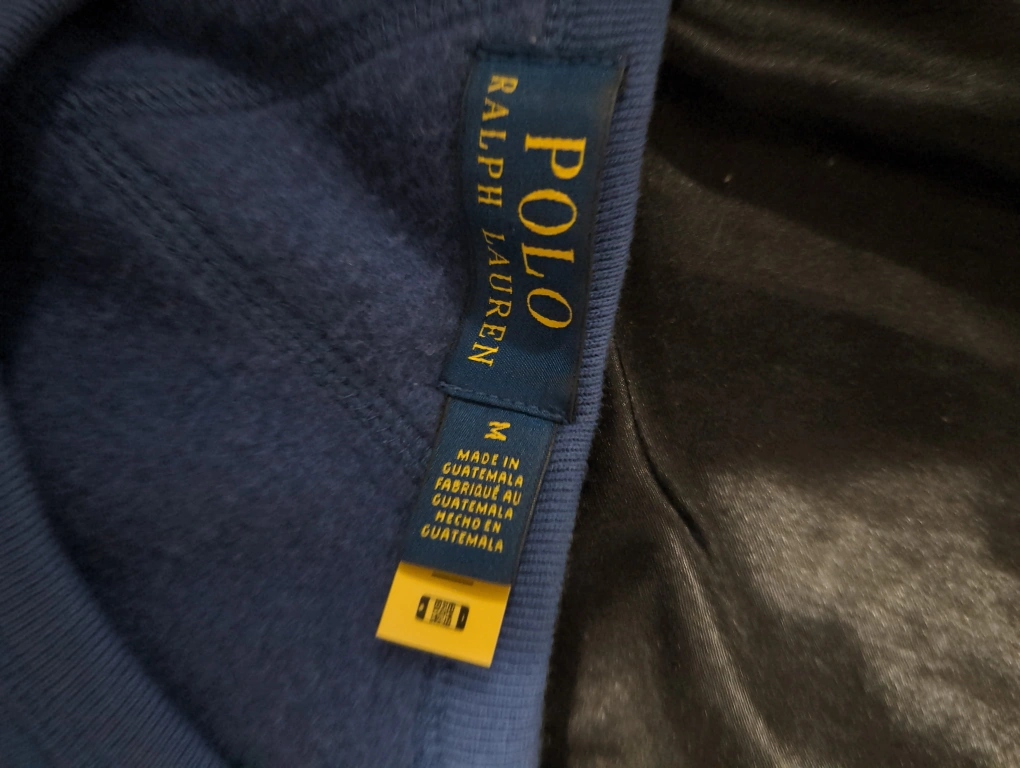 POLO
RALPH LAUREN
M
MADE IN
GUATEMALA
FABRIQUÉ AU
GUATEMALA
HECHO EN
GUATEMALA